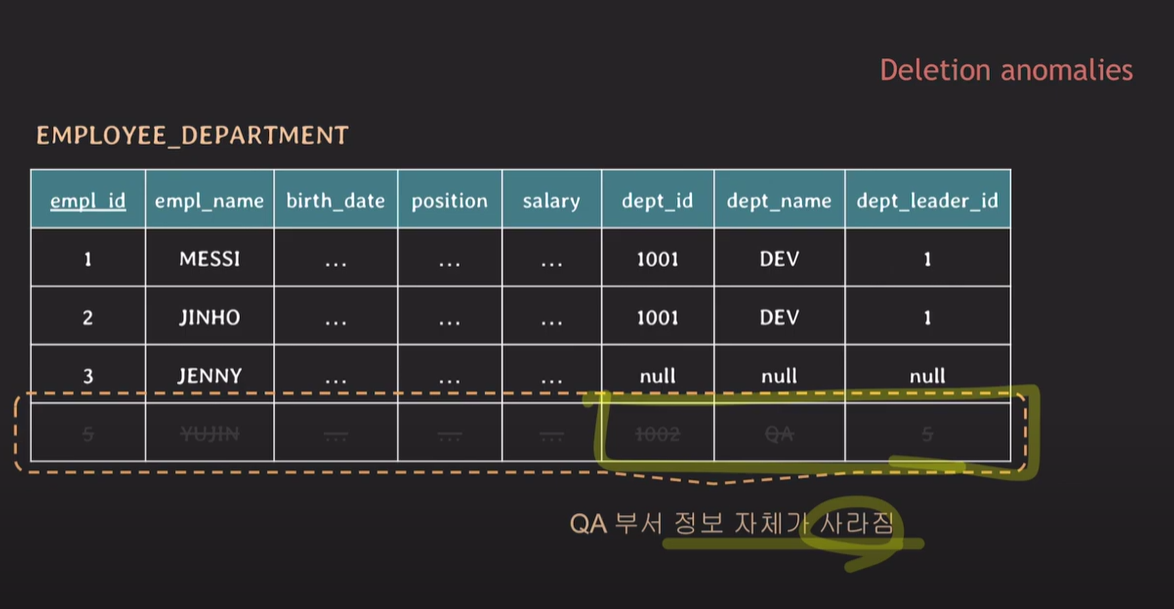 Deletion anomalies
EMPLOYEE_DEPARTMENT
empl_id empl_name birth_date position salary dept_id dept_name dept_leader_id
1 MESSI ... ... ... 1001 DEV 1
2 JINHO ... ... ... 1001 DEV 1
3 JENNY ... ... ... null null null
5 YUJIN ... ... ... 1002 QA 5
QA 부서 정보 자체가 사라짐